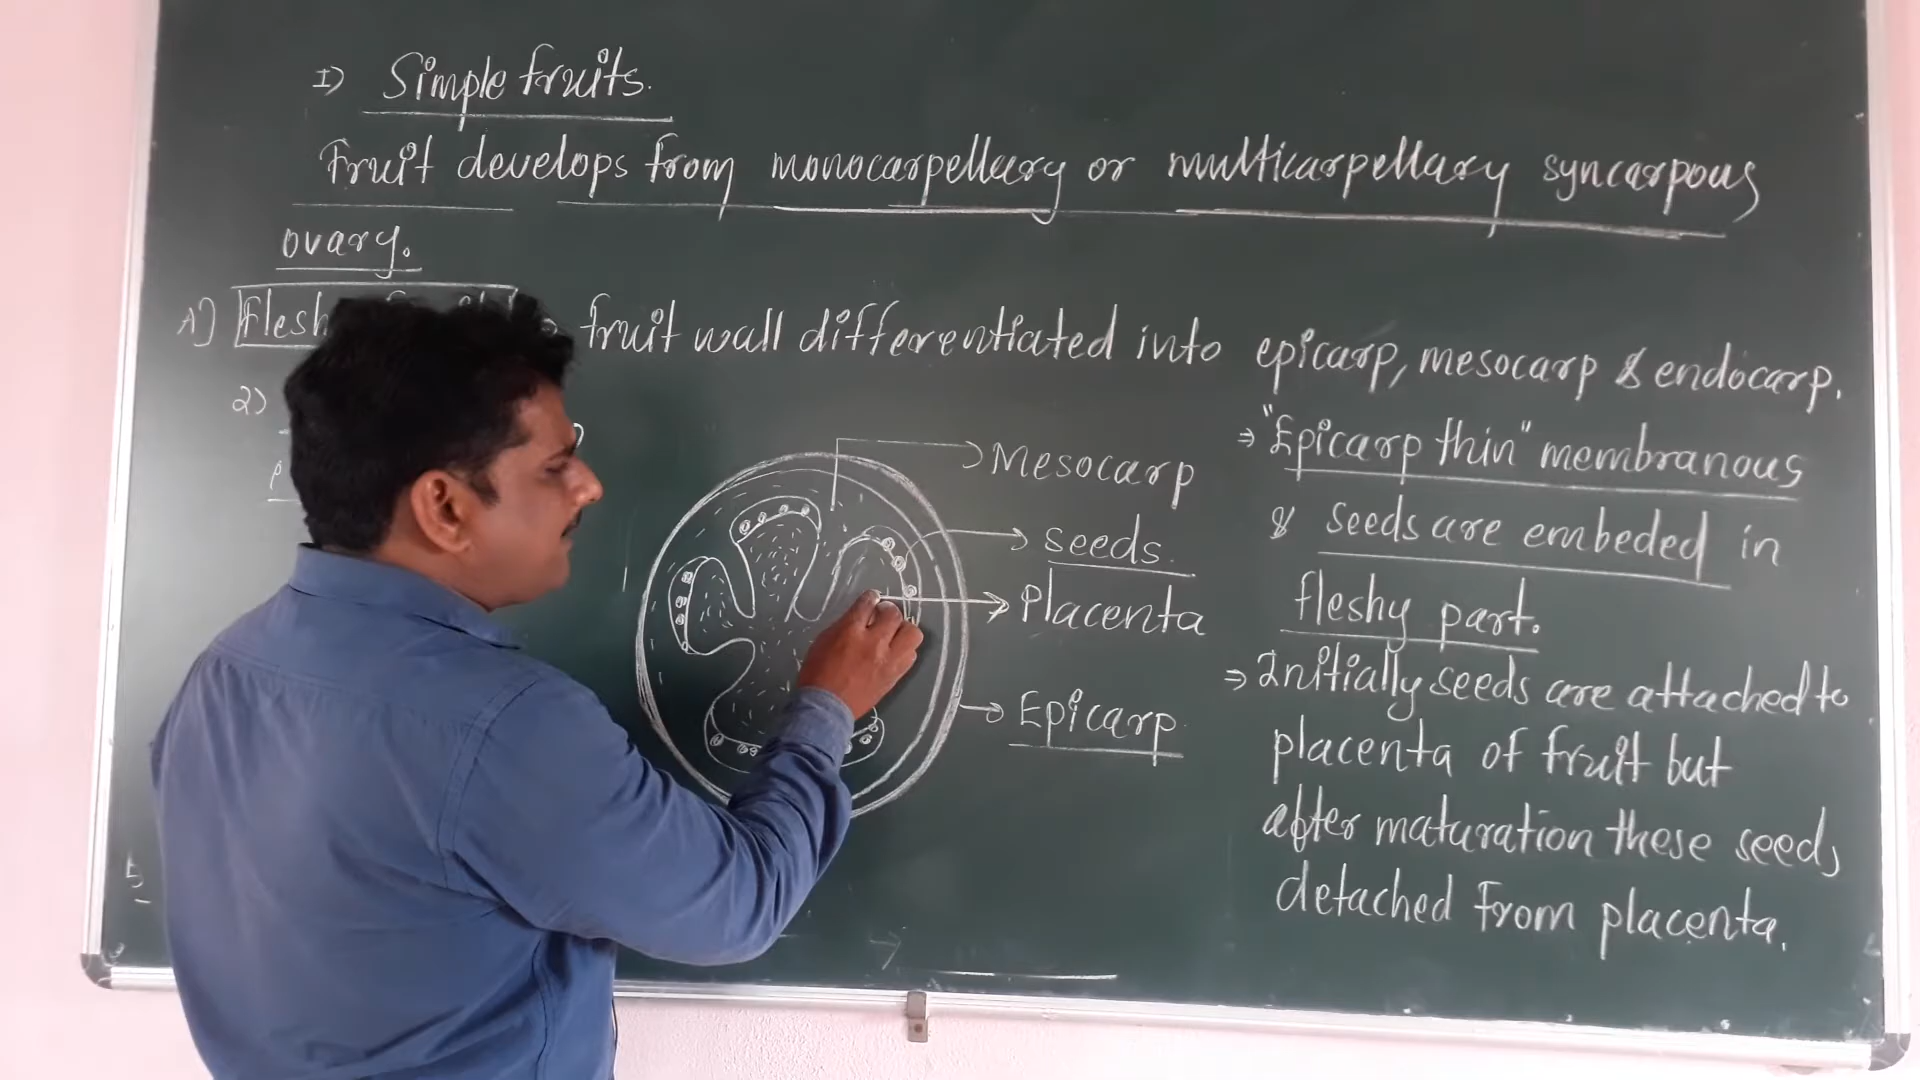 I) Simple fruits.
Fruit develops from monocarpellary or multicarpellary syncarpous
ovary.
A) fruit wall differentiated into epicarp, mesocarp & endocarp.
2)
Mesocarp
seeds.
Placenta
Epicarp
⇒ "Epicarp thin" membranous
& seeds are embeded in
fleshy part.
⇒ Initially seeds are attached to
placenta of fruit but
after maturation these seeds
detached from placenta.